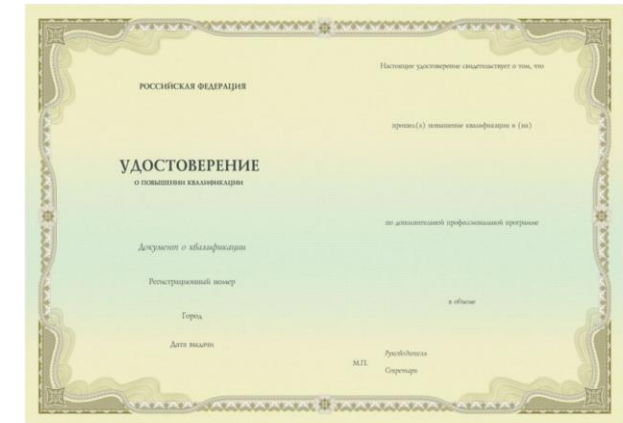 РОССИЙСКАЯ ФЕДЕРАЦИЯ
УДОСТОВЕРЕНИЕ
О ПОВЫШЕНИИ КВАЛИФИКАЦИИ
Документ о квалификации
Регистрационный номер
Город
Дата выдачи
Настоящее удостоверение свидетельствует о том, что
прошел(а) повышение квалификации в (на)
по дополнительной профессиональной программе
в объеме
М.П.
Руководитель
Секретарь